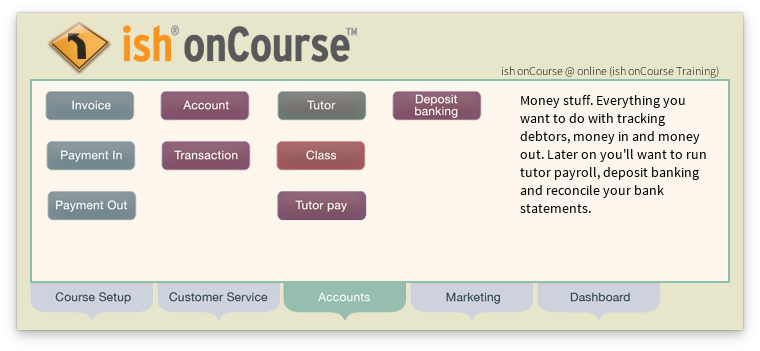 ish® onCourse™
ish onCourse @ online (ish onCourse Training)
Invoice
Account
Tutor
Deposit
banking
Payment In
Transaction
Class
Payment Out
Tutor pay
Money stuff. Everything you
want to do with tracking
debtors, money in and money
out. Later on you'll want to run
tutor payroll, deposit banking
and reconcile your bank
statements.
Course Setup
Customer Service
Accounts
Marketing
Dashboard